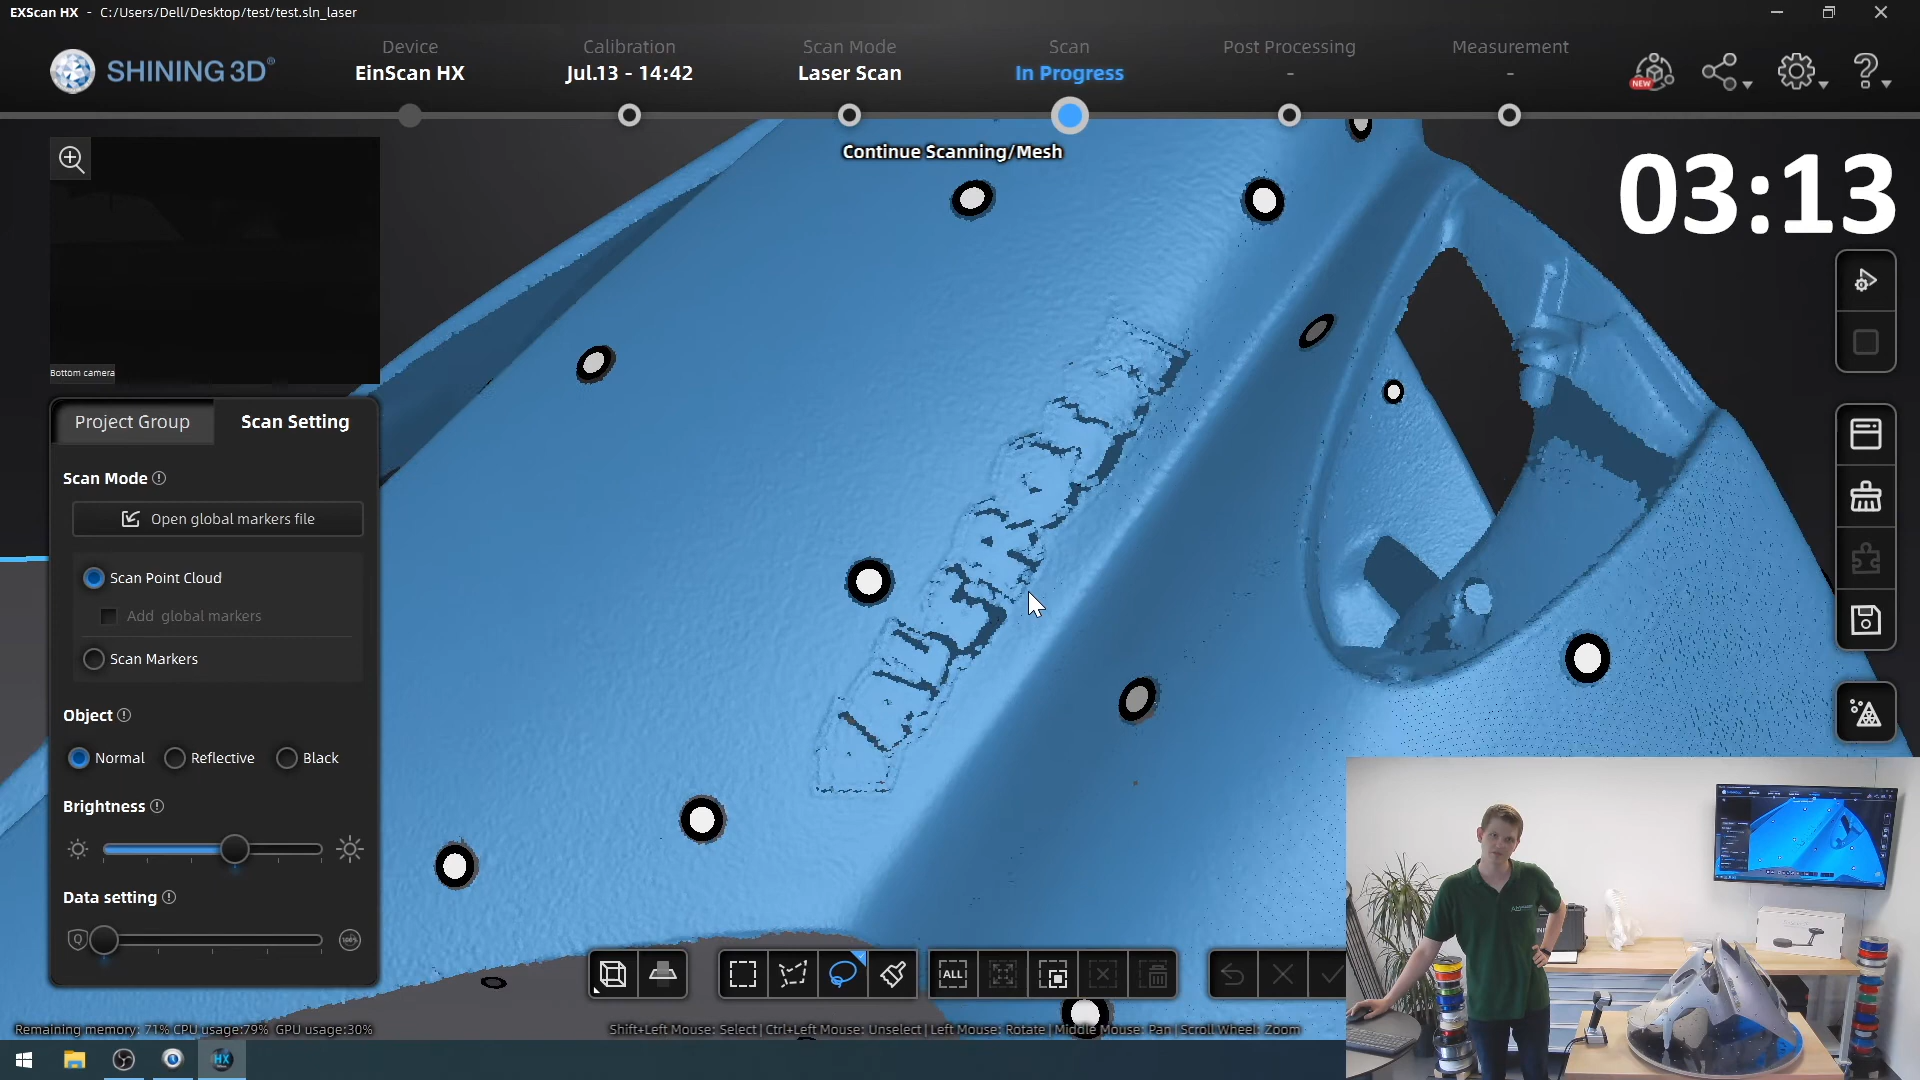 EXScan HX - C:/Users/Dell/Desktop/test/test.sln_laser
SHINING 3D®
Device
EinScan HX
Calibration
Jul.13 - 14:42
Scan Mode
Laser Scan
Scan
In Progress
Post Processing
-
Measurement
-
NEW
Continue Scanning/Mesh
03:13
Bottom camera
Project Group
Scan Setting
Scan Mode
Open global markers file
Scan Point Cloud
Add global markers
Scan Markers
Object
Normal
Reflective
Black
Brightness
Data setting
Q
100%
ALL
Remaining memory: 71% CPU usage:79% GPU usage:30%
Shift+Left Mouse: Select | Ctrl+Left Mouse: Unselect | Left Mouse: Rotate | Middle Mouse: Pan | Scroll Wheel: Zoom
HX